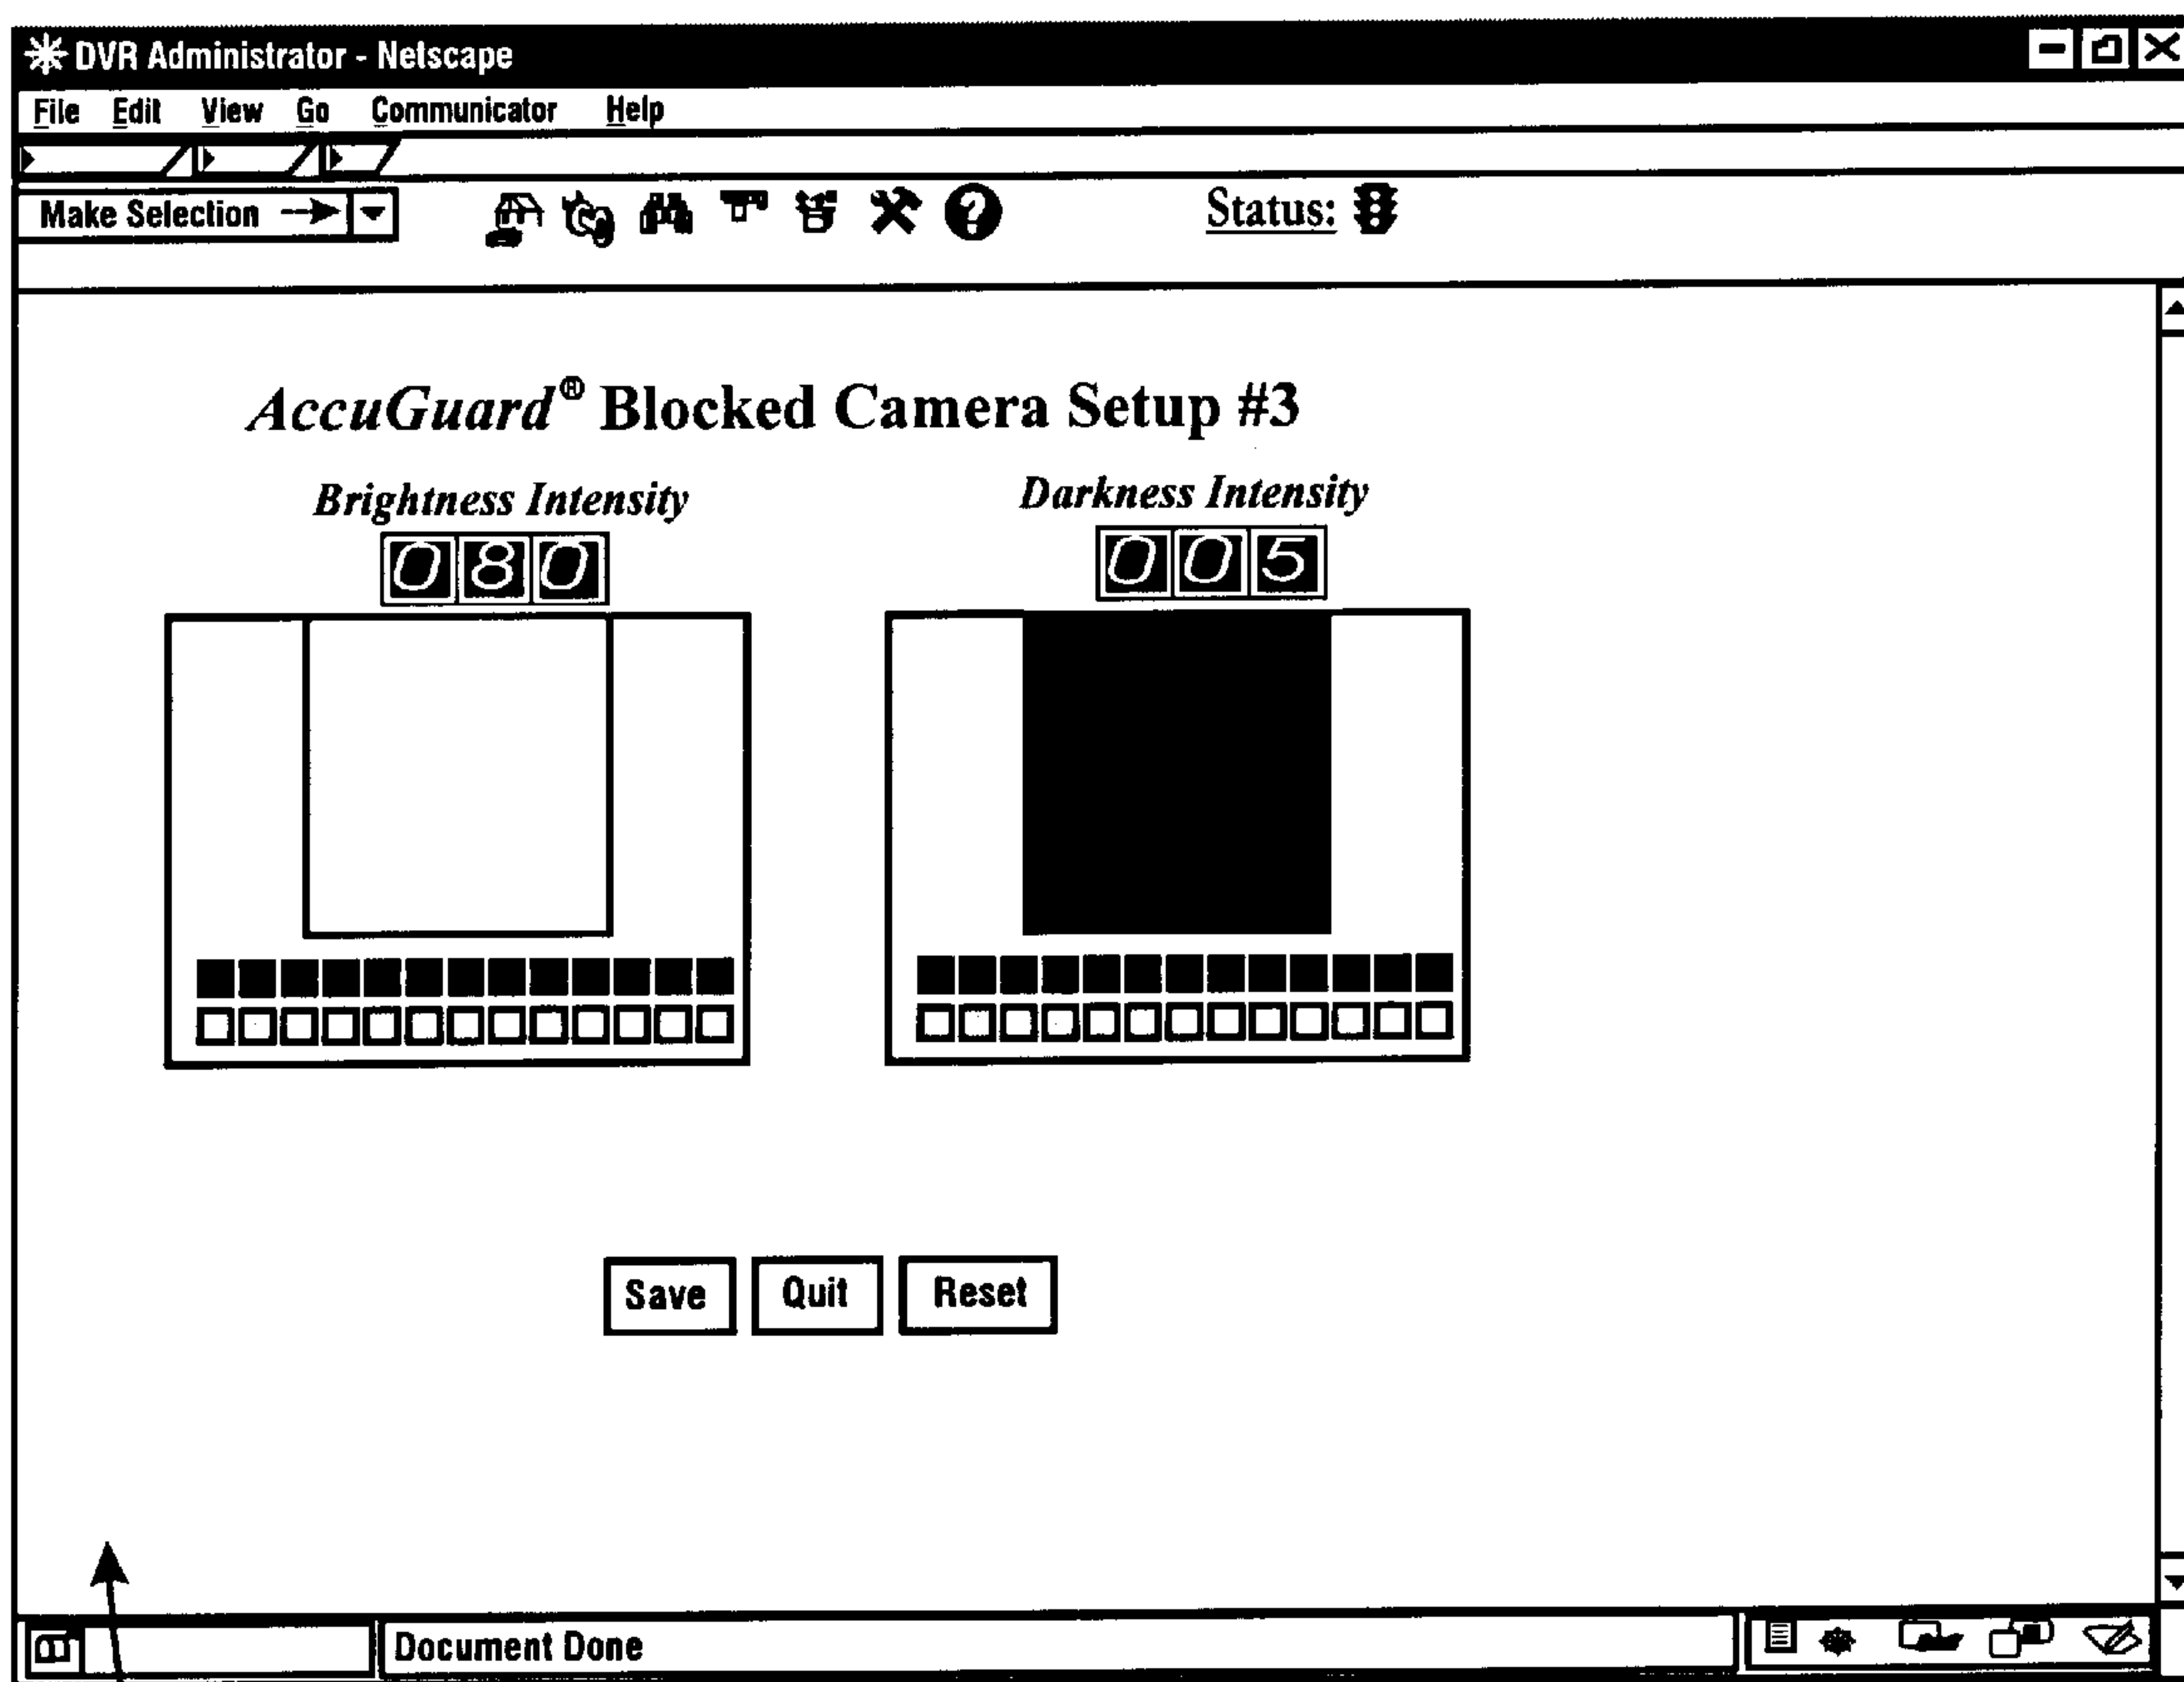 DVR Administrator - Netscape
File Edit View Go Communicator Help
Make Selection Status:
AccuGuard® Blocked Camera Setup #3
Brightness Intensity Darkness Intensity
080 005
Save Quit Reset
Document Done